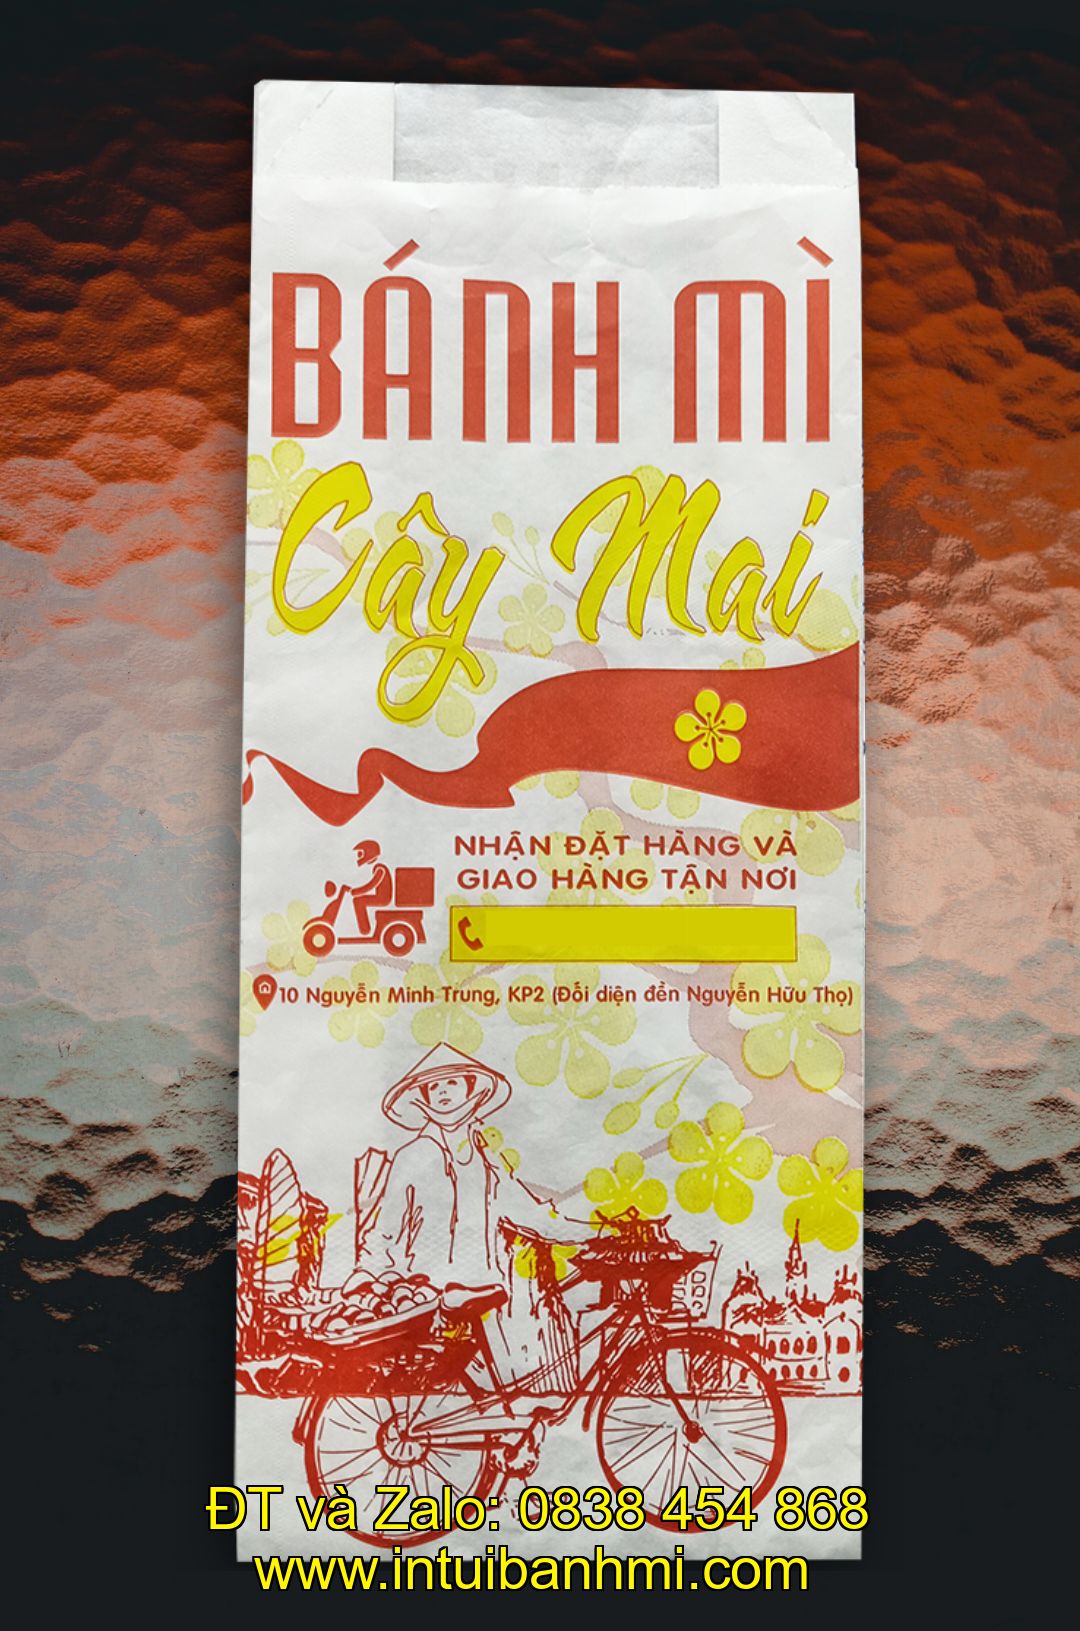 BÁNH MÌ
Cây Mai
NHẬN ĐẶT HÀNG VÀ
GIAO HÀNG TẬN NƠI
10 Nguyễn Minh Trung, KP2 (Đối diện đền Nguyễn Hữu Thọ)
ĐT và Zalo: 0838 454 868
www.intuibanhmi.com